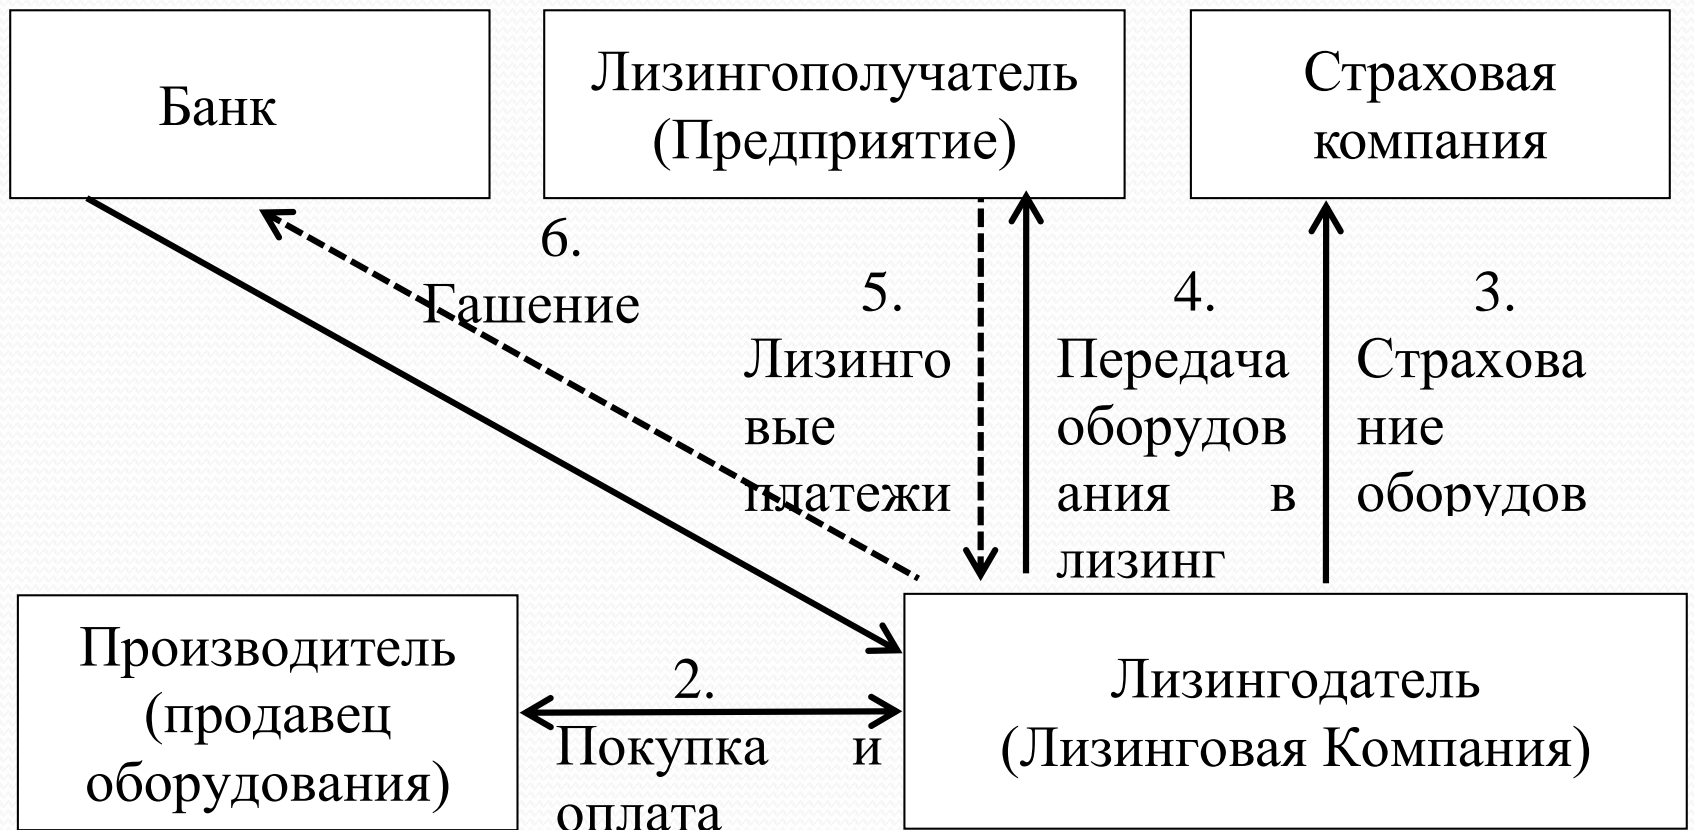 Банк
Лизингополучатель
(Предприятие)
Страховая
компания
6.
Гашение
5.
Лизинго
вые
платежи
4.
Передача
оборудов
ания в
лизинг
3.
Страхова
ние
оборудов
Производитель
(продавец
оборудования)
2.
Покупка и
оплата
Лизингодатель
(Лизинговая Компания)